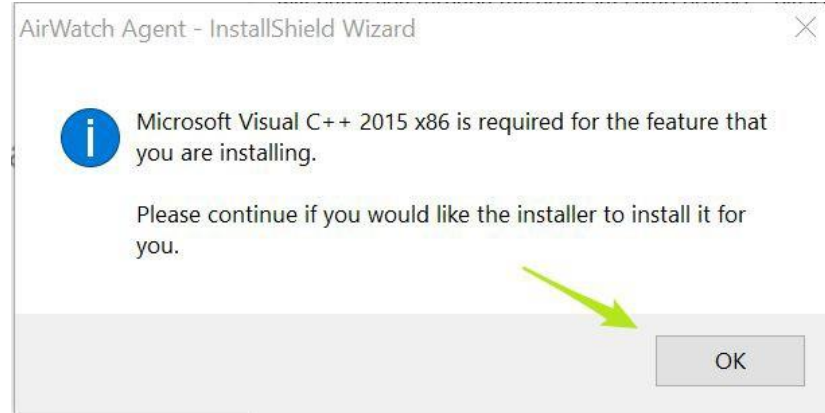 AirWatch Agent - InstallShield Wizard
Microsoft Visual C++ 2015 x86 is required for the feature that
you are installing.
Please continue if you would like the installer to install it for
you.
OK